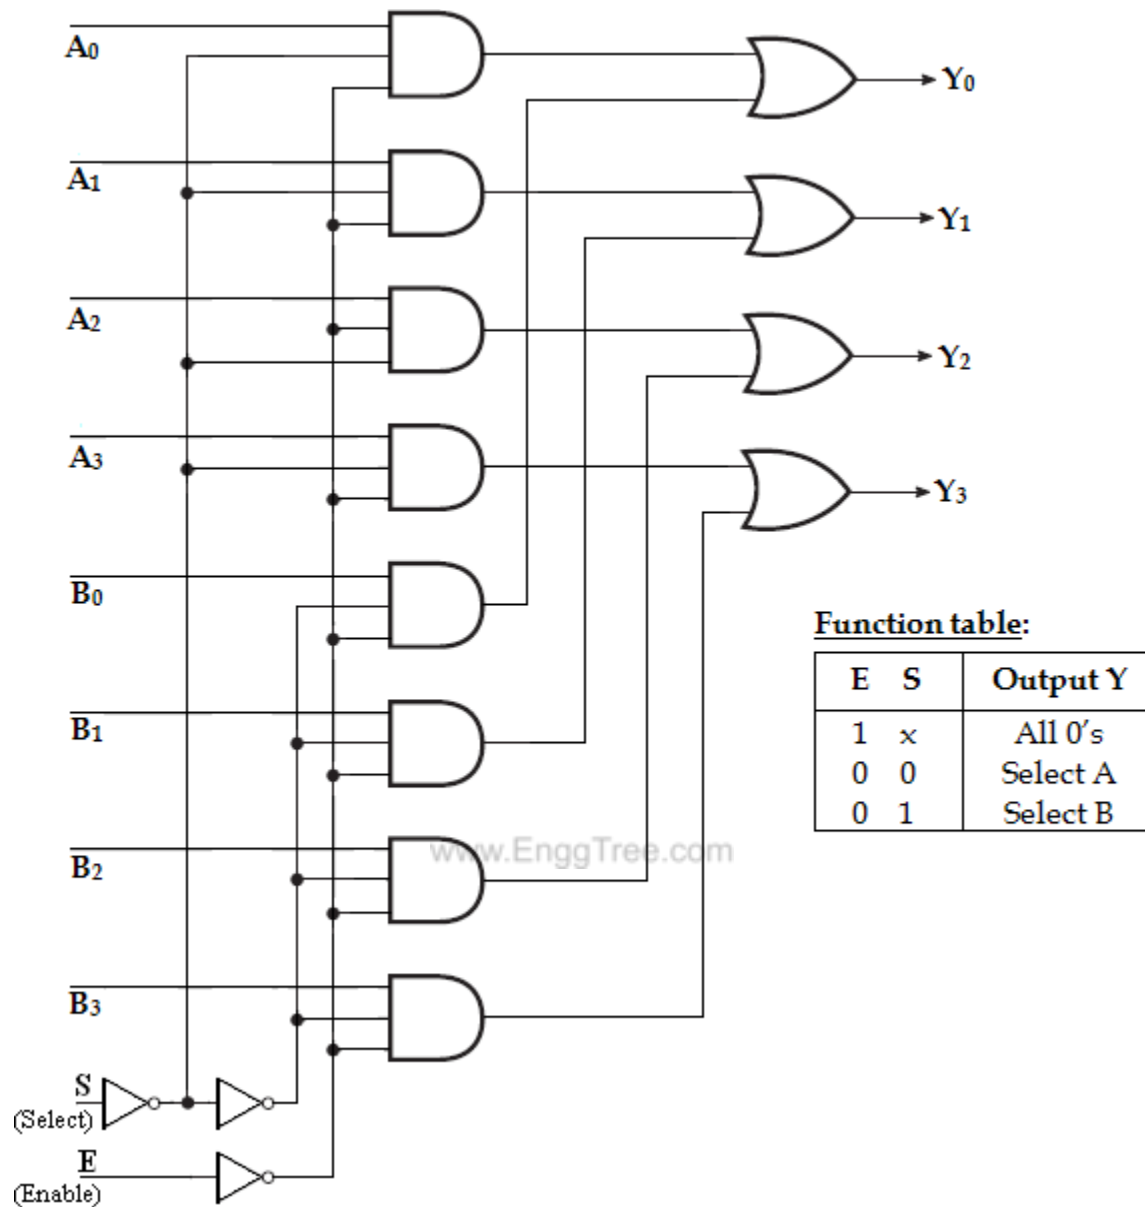 A0
Y0
A1
Y1
A2
Y2
A3
Y3
B0
Function table:
E S Output Y
1 x All 0's
0 0 Select A
0 1 Select B
B1
www.EnggTree.com
B2
B3
S
(Select)
E
(Enable)